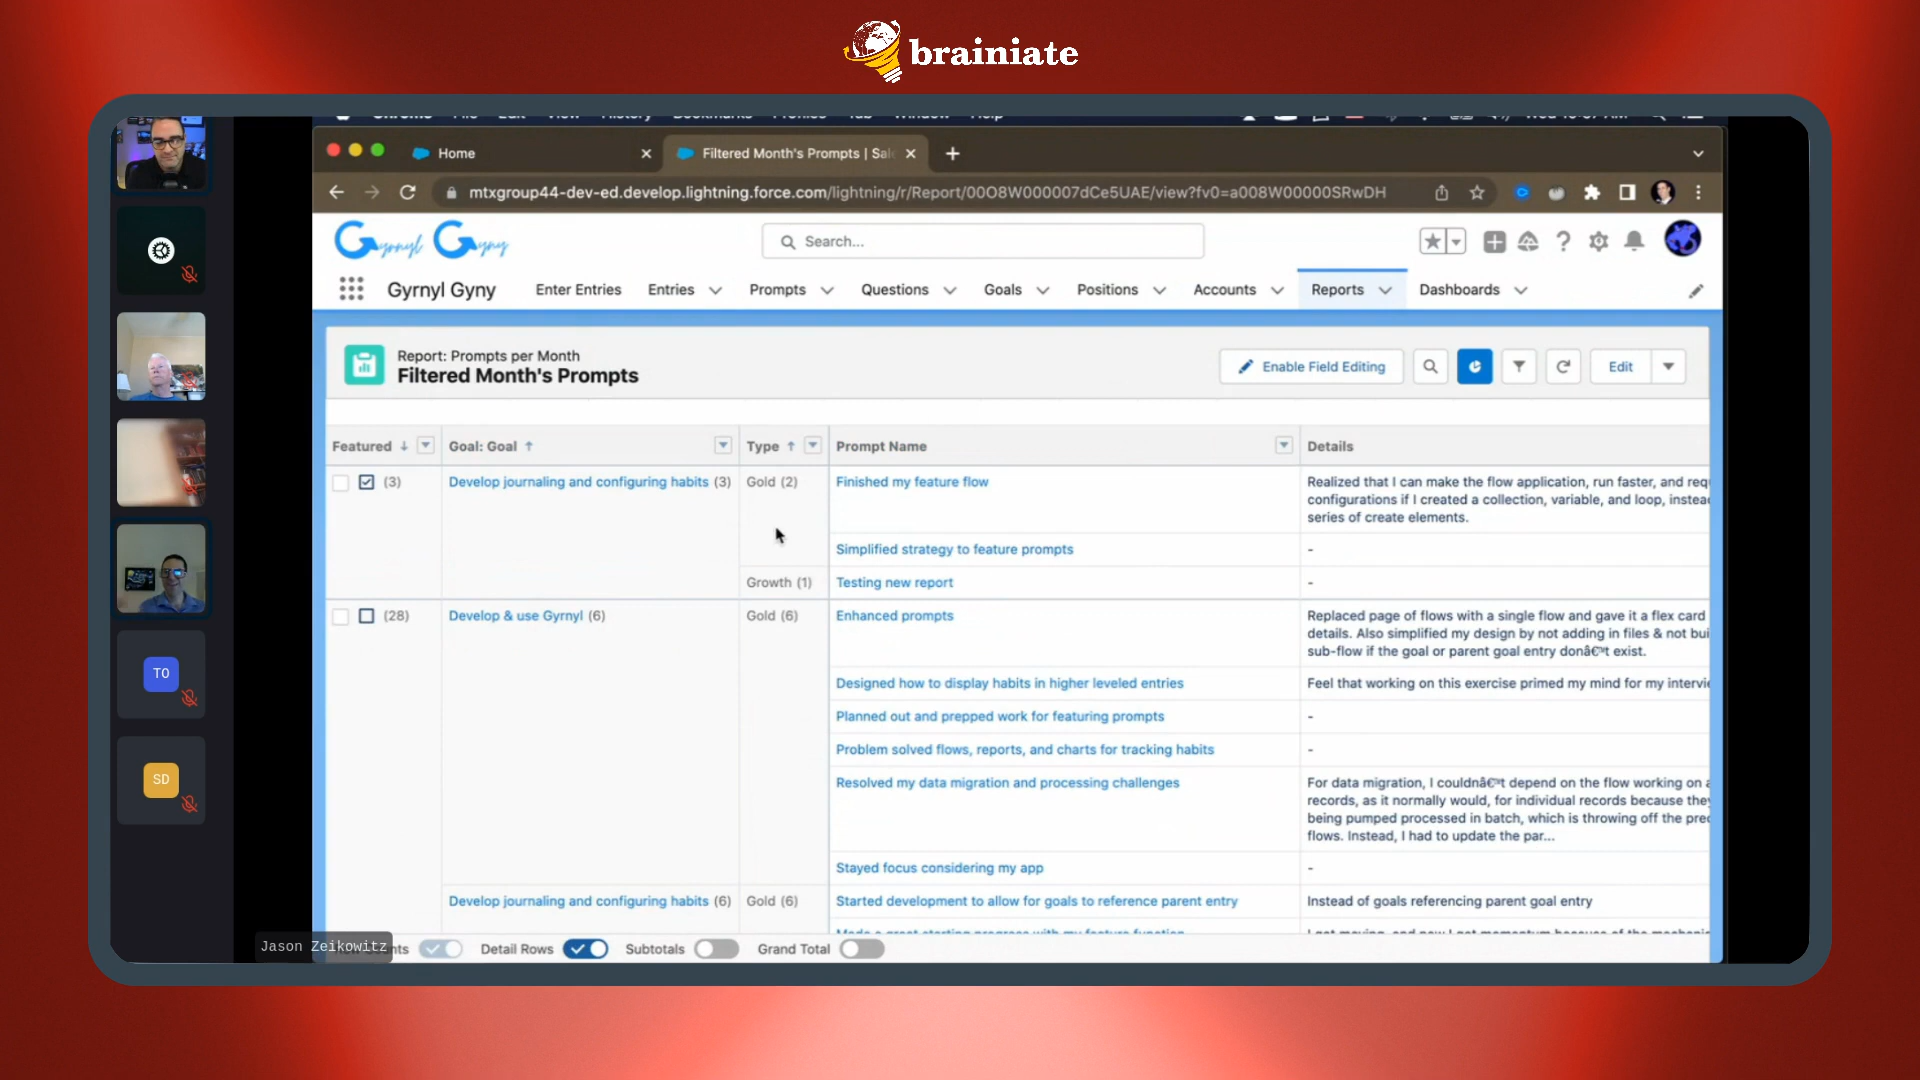 brainiate
Home
Filtered Month's Prompts | Sal
mtxgroup44-dev-ed.develop.lightning.force.com/lightning/r/Report/00O8W000007dCe5UAE/view?fv0=a008W00000SRwDH
Gyrnyl Gyny
Search...
Gyrnyl Gyny
Enter Entries
Entries
Prompts
Questions
Goals
Positions
Accounts
Reports
Dashboards
Report: Prompts per Month
Filtered Month's Prompts
Enable Field Editing
Edit
Featured
Goal: Goal
Type
Prompt Name
Details
(3)
Develop journaling and configuring habits (3)
Gold (2)
Finished my feature flow
Realized that I can make the flow application, run faster, and req
configurations if I created a collection, variable, and loop, instea
series of create elements.
Simplified strategy to feature prompts
-
Growth (1)
Testing new report
-
(28)
Develop & use Gyrnyl (6)
Gold (6)
Enhanced prompts
Replaced page of flows with a single flow and gave it a flex card
details. Also simplified my design by not adding in files & not bui
sub-flow if the goal or parent goal entry donâ€™t exist.
Designed how to display habits in higher leveled entries
Feel that working on this exercise primed my mind for my intervi
Planned out and prepped work for featuring prompts
-
Problem solved flows, reports, and charts for tracking habits
-
Resolved my data migration and processing challenges
For data migration, I couldnâ€™t depend on the flow working on a
records, as it normally would, for individual records because they
being pumped processed in batch, which is throwing off the pre
flows. Instead, I had to update the par...
Stayed focus considering my app
-
Develop journaling and configuring habits (6)
Gold (6)
Started development to allow for goals to reference parent entry
Instead of goals referencing parent goal entry
TO
SD
Jason Zeikowitz
nts
Detail Rows
Subtotals
Grand Total